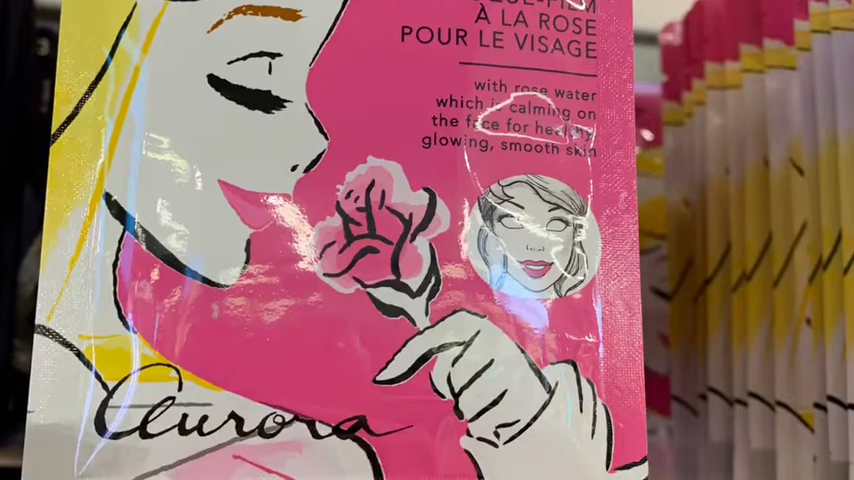 À LA ROSE
POUR LE VISAGE
with rose water
which is calming on
the face for healthy
glowing, smooth skin
Aurora